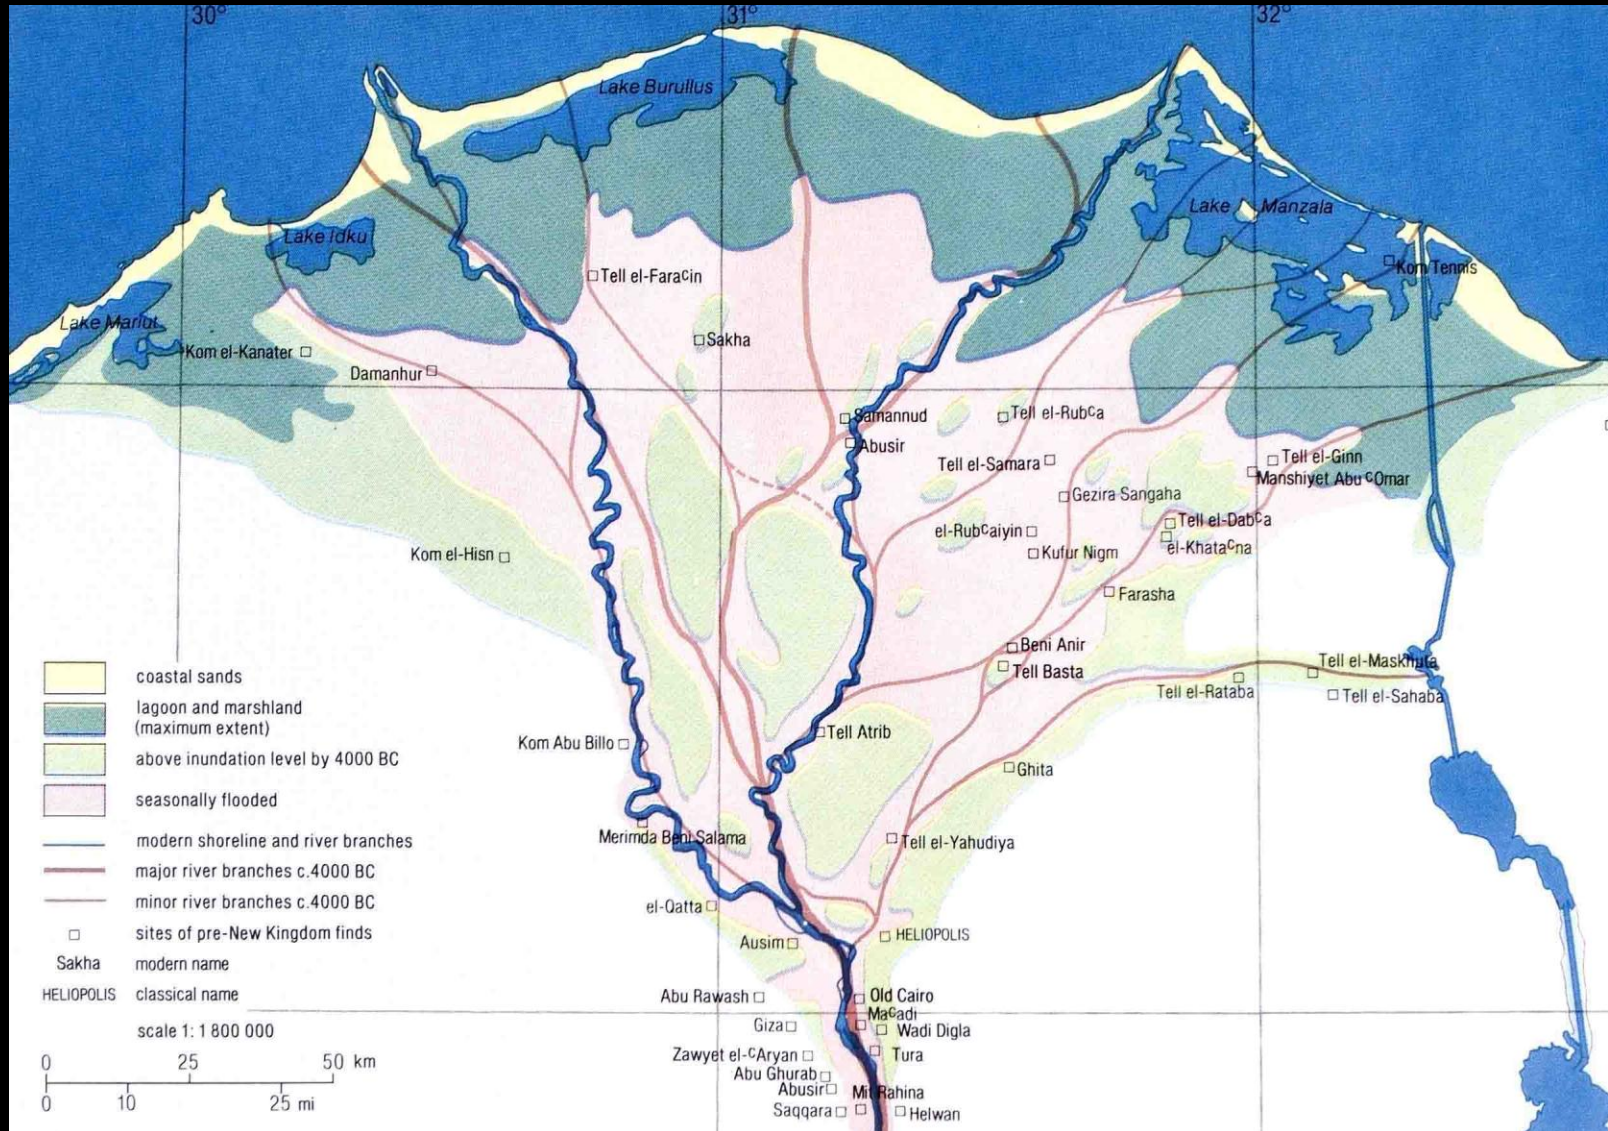 30°
31°
32°
Lake Burullus
Lake Idku
Lake Manzala
Lake Mariut
Kom Tennis
Tell el-Faraᶜin
Sakha
Kom el-Kanater
Damanhur
Samannud
Abusir
Tell el-Rubᶜa
Tell el-Samara
Tell el-Ginn
Manshiyet Abu ᶜOmar
Gezira Sangaha
Tell el-Dabᶜa
el-Rubᶜaiyin
el-Khataᶜna
Kufur Nigm
Kom el-Hisn
Farasha
Beni Anir
Tell Basta
Tell el-Maskhuta
Tell el-Rataba
Tell el-Sahaba
Tell Atrib
Kom Abu Billo
Ghita
Merimda Beni Salama
Tell el-Yahudiya
el-Qatta
Ausim
HELIOPOLIS
Abu Rawash
Old Cairo
Maᶜadi
Giza
Wadi Digla
Zawyet el-ᶜAryan
Tura
Abu Ghurab
Abusir
Mit Rahina
Saqqara
Helwan
coastal sands
lagoon and marshland
(maximum extent)
above inundation level by 4000 BC
seasonally flooded
modern shoreline and river branches
major river branches c.4000 BC
minor river branches c.4000 BC
sites of pre-New Kingdom finds
Sakha modern name
HELIOPOLIS classical name
scale 1: 1 800 000
0 25 50 km
0 10 25 mi